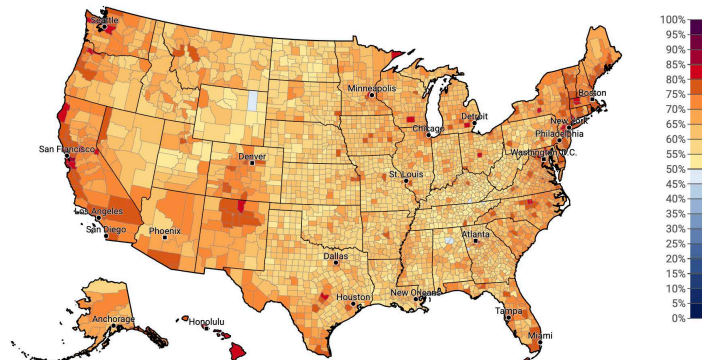 Seattle
Minneapolis
Boston
Detroit
Chicago
New York
Philadelphia
San Francisco
Denver
Washington D.C.
St. Louis
Los Angeles
San Diego
Phoenix
Atlanta
Dallas
Houston
New Orleans
Tampa
Anchorage
Honolulu
Miami
100%
95%
90%
85%
80%
75%
70%
65%
60%
55%
50%
45%
40%
35%
30%
25%
20%
15%
10%
5%
0%